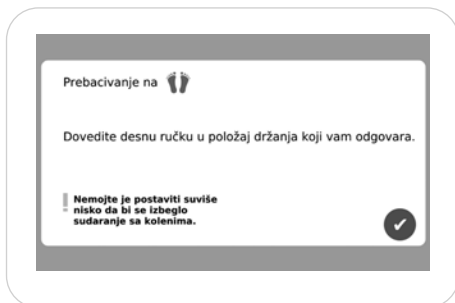 Prebacivanje na
Dovedite desnu ručku u položaj držanja koji vam odgovara.
Nemojte je postaviti suviše
nisko da bi se izbeglo
sudaranje sa kolenima.